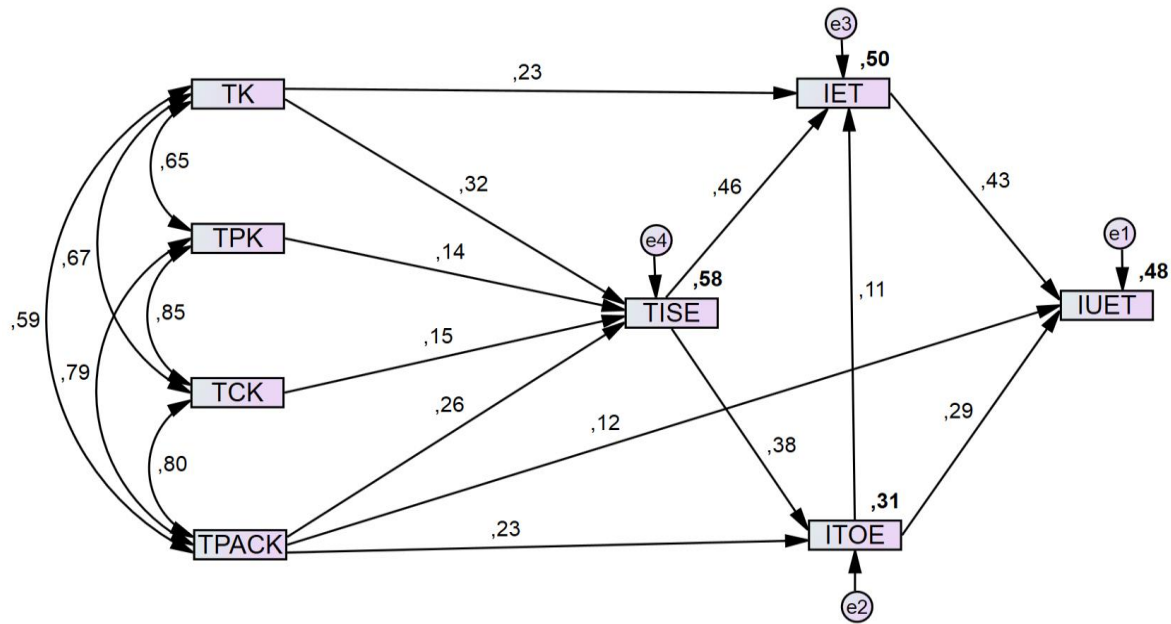 e3
,50
TK
,23
IET
,65
,32
,46
,43
TPK
e4
e1
,67
,14
,58
,48
,59
,85
TISE
,11
IUET
,79
,15
TCK
,26
,12
,29
,80
,38
,31
TPACK
,23
ITOE
e2